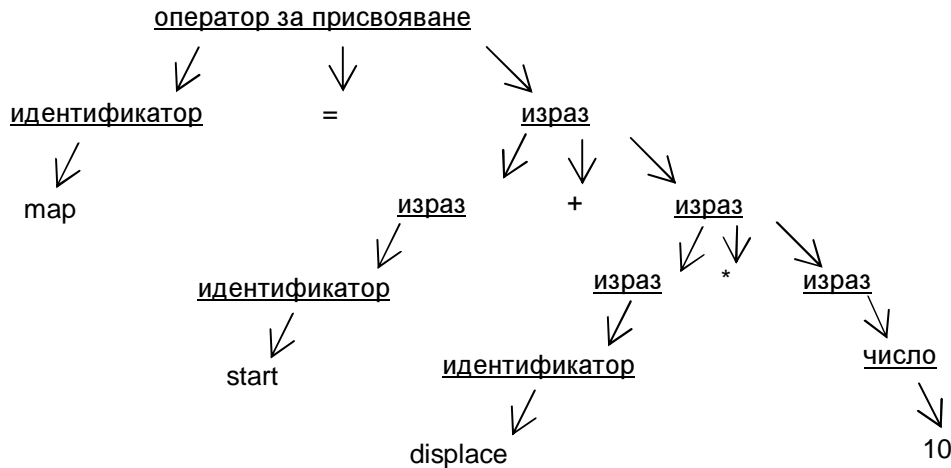 оператор за присвояване
идентификатор = израз
map израз + израз
идентификатор израз * израз
start идентификатор число
displace 10